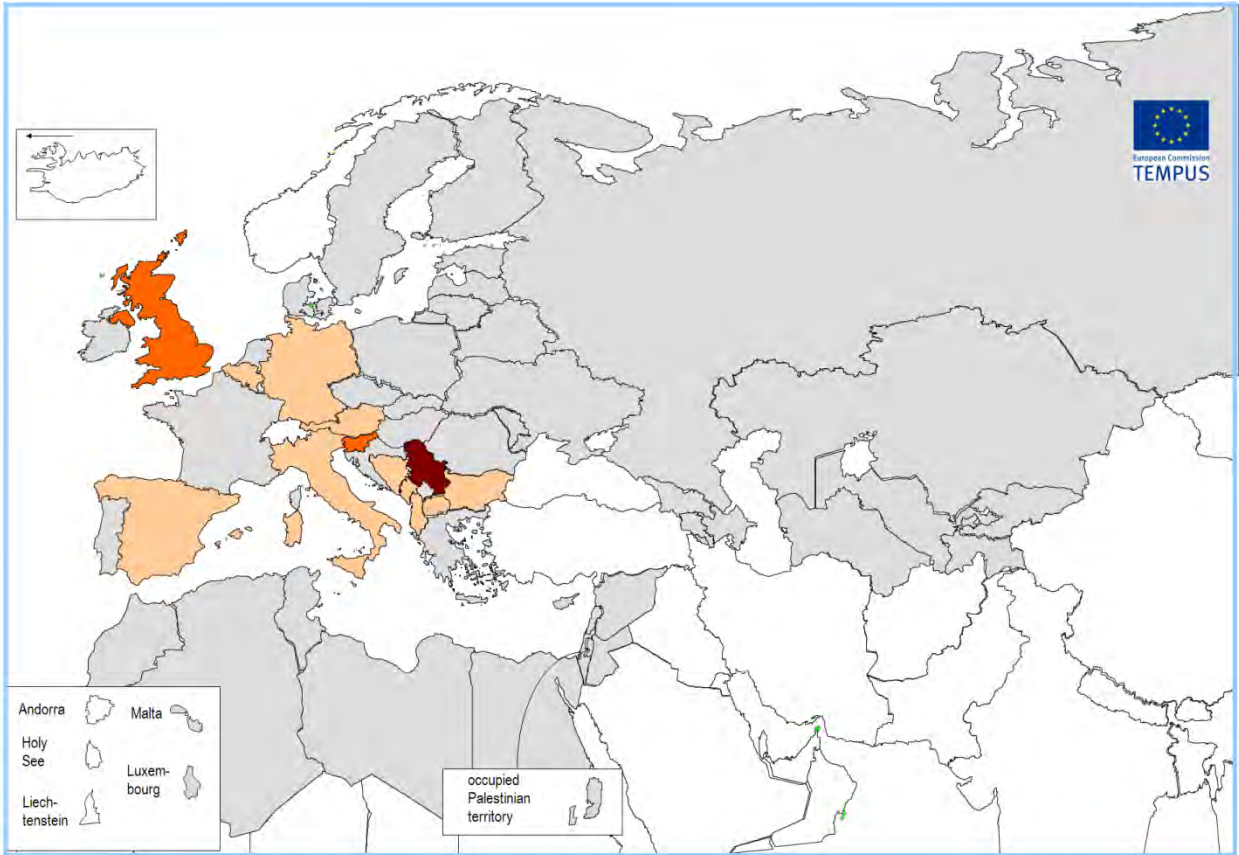 European Commission
TEMPUS
Andorra
Malta
Holy
See
Luxem-
bourg
Liech-
tenstein
occupied
Palestinian
territory